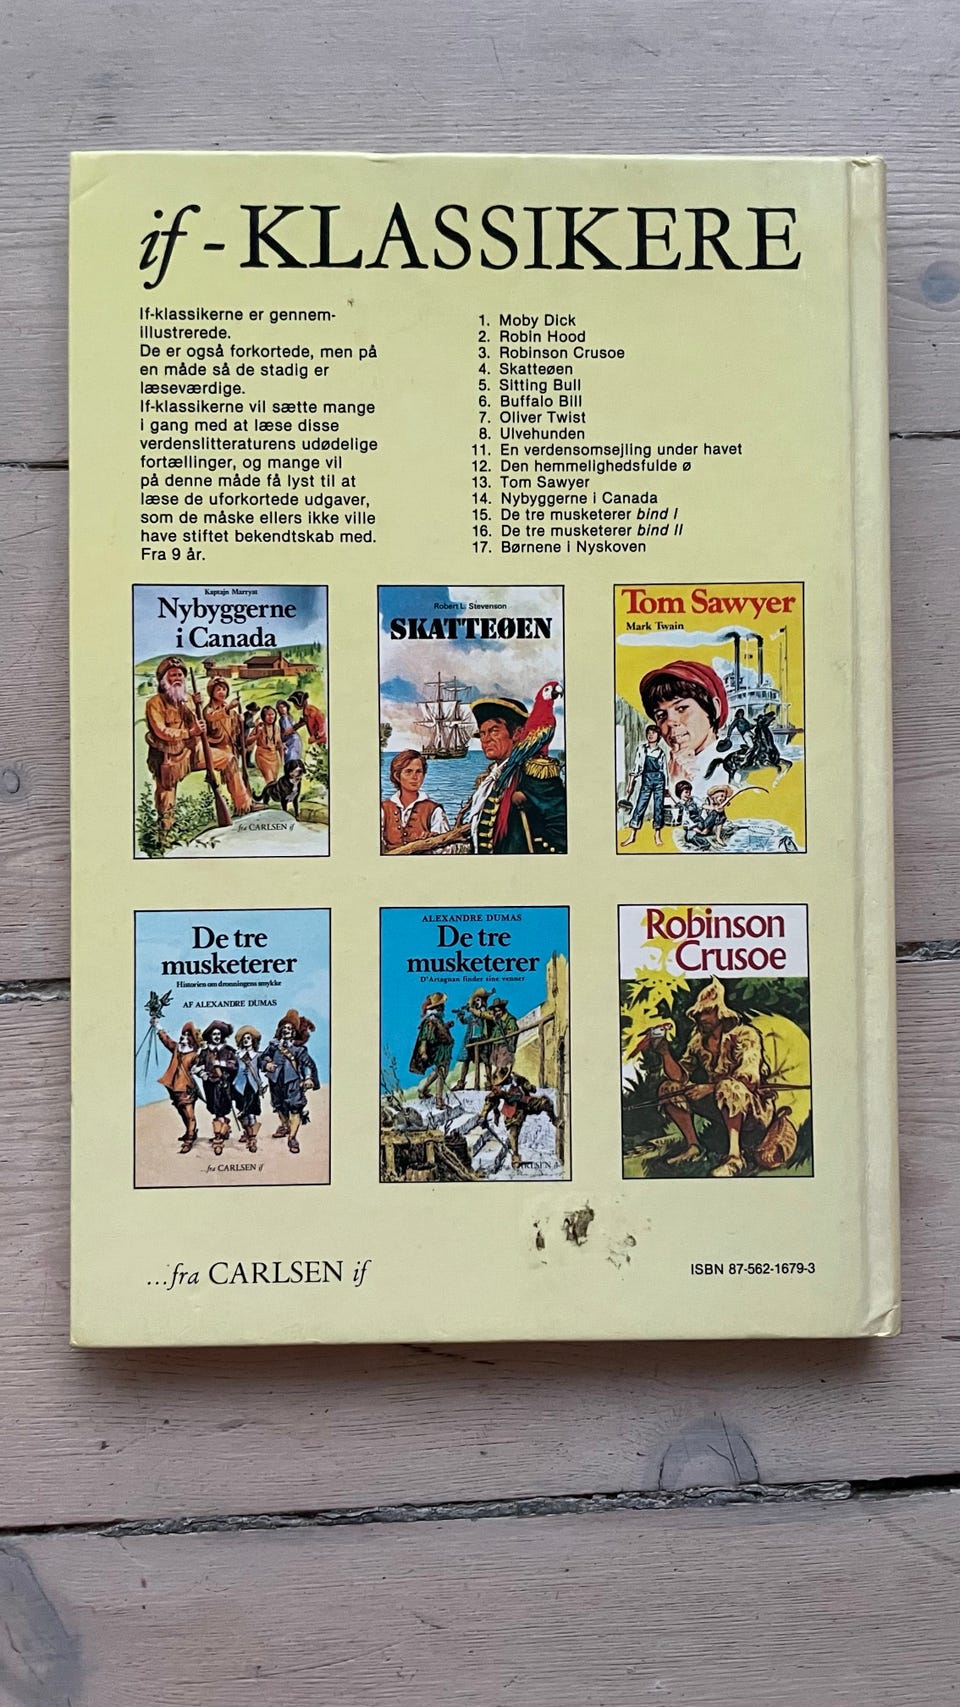 if - KLASSIKERE
If-klassikerne er gennem-
illustrerede.
De er også forkortede, men på
en måde så de stadig er
læseværdige.
If-klassikerne vil sætte mange
i gang med at læse disse
verdenslitteraturens udødelige
fortællinger, og mange vil
på denne måde få lyst til at
læse de uforkortede udgaver,
som de måske ellers ikke ville
have stiftet bekendtskab med.
Fra 9 år.
1. Moby Dick
2. Robin Hood
3. Robinson Crusoe
4. Skatteøen
5. Sitting Bull
6. Buffalo Bill
7. Oliver Twist
8. Ulvehunden
11. En verdensomsejling under havet
12. Den hemmelighedsfulde ø
13. Tom Sawyer
14. Nybyggerne i Canada
15. De tre musketerer bind I
16. De tre musketerer bind II
17. Børnene i Nyskoven
Kaptajn Marryat
Nybyggerne
i Canada
...fra CARLSEN if
Robert L. Stevenson
SKATTEØEN
Tom Sawyer
Mark Twain
De tre
musketerer
Historien om dronningens smykke
AF ALEXANDRE DUMAS
...fra CARLSEN if
ALEXANDRE DUMAS
De tre
musketerer
D'Artagnan finder sine venner
...fra CARLSEN if
Robinson
Crusoe
...fra CARLSEN if
ISBN 87-562-1679-3